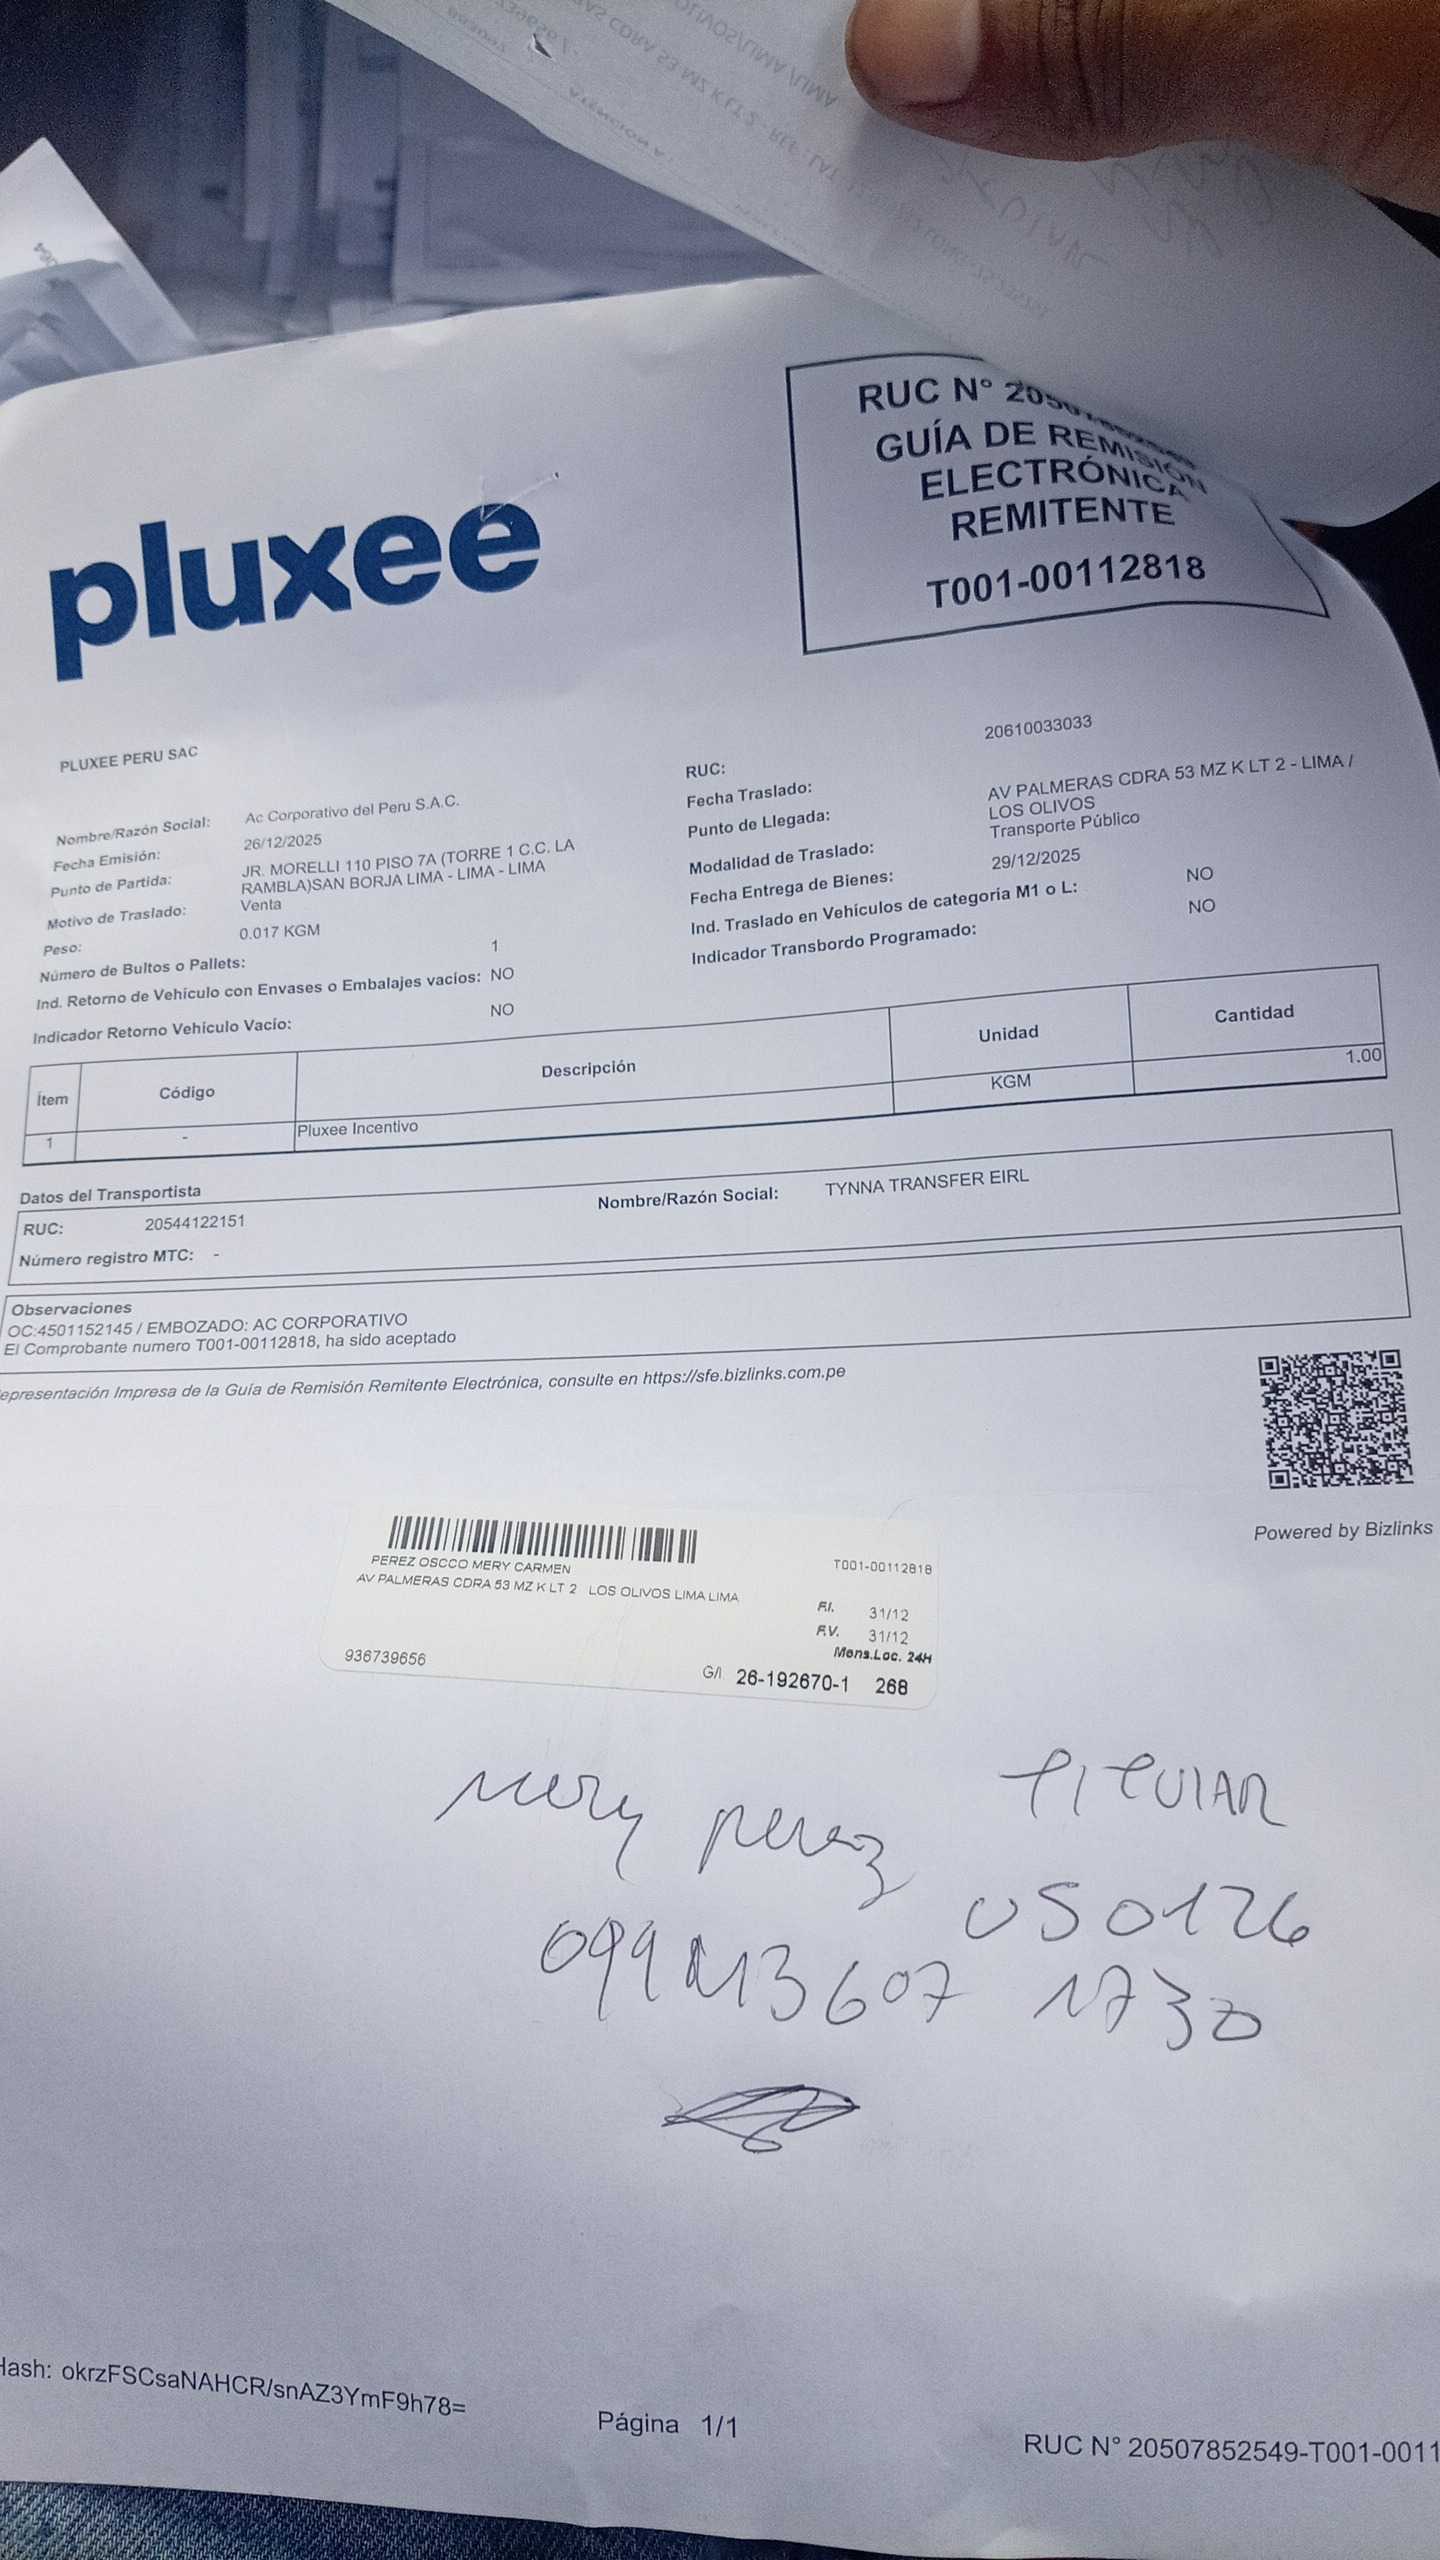 RUC N° 20507852549
GUÍA DE REMISIÓN
ELECTRÓNICA
REMITENTE
T001-00112818
pluxee
PLUXEE PERU SAC
Nombre/Razón Social: Ac Corporativo del Peru S.A.C.
Fecha Emisión: 26/12/2025
Punto de Partida: JR. MORELLI 110 PISO 7A (TORRE 1 C.C. LA
RAMBLA)SAN BORJA LIMA - LIMA - LIMA
Motivo de Traslado: Venta
Peso: 0.017 KGM
Número de Bultos o Pallets: 1
Ind. Retorno de Vehículo con Envases o Embalajes vacíos: NO
Indicador Retorno Vehículo Vacío: NO
RUC: 20610033033
Fecha Traslado:
Punto de Llegada: AV PALMERAS CDRA 53 MZ K LT 2 - LIMA /
LOS OLIVOS
Modalidad de Traslado: Transporte Público
Fecha Entrega de Bienes: 29/12/2025
Ind. Traslado en Vehículos de categoría M1 o L: NO
Indicador Transbordo Programado: NO
Ítem Código Descripción Unidad Cantidad
1 - Pluxee Incentivo KGM 1.00
Datos del Transportista
RUC: 20544122151 Nombre/Razón Social: TYNNA TRANSFER EIRL
Número registro MTC: -
Observaciones
OC:4501152145 / EMBOZADO: AC CORPORATIVO
El Comprobante numero T001-00112818, ha sido aceptado
epresentación Impresa de la Guía de Remisión Remitente Electrónica, consulte en https://sfe.bizlinks.com.pe
Powered by Bizlinks
PEREZ OSCCO MERY CARMEN T001-00112818
AV PALMERAS CDRA 53 MZ K LT 2 LOS OLIVOS LIMA LIMA
F.I. 31/12
F.V. 31/12
Mens.Loc. 24H
936739656 G/I 26-192670-1 268
mery perez TITULAR
050126
1730
Hash: okrzFSCsaNAHCR/snAZ3YmF9h78=
Página 1/1
RUC N° 20507852549-T001-0011